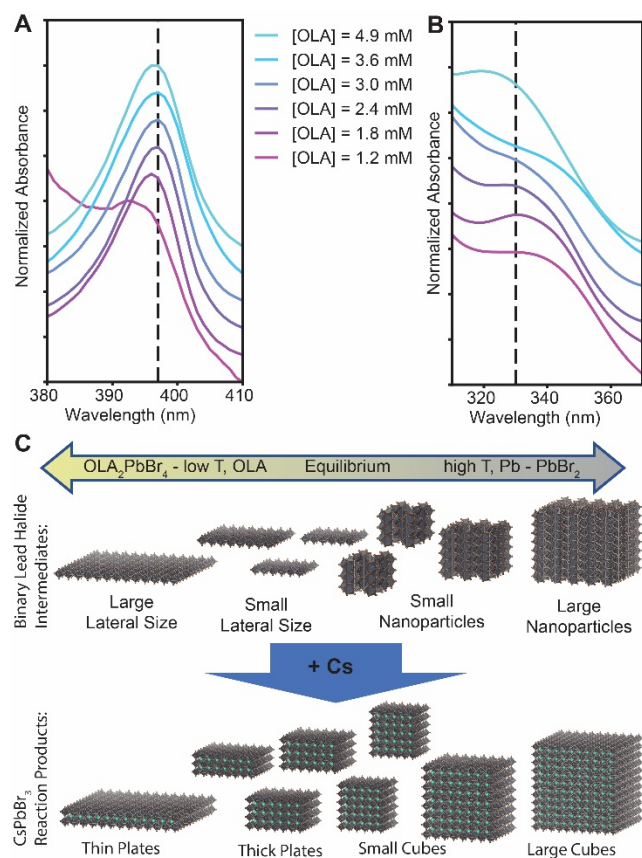 A
B
[OLA] = 4.9 mM
[OLA] = 3.6 mM
[OLA] = 3.0 mM
[OLA] = 2.4 mM
[OLA] = 1.8 mM
[OLA] = 1.2 mM
Normalized Absorbance
380 390 400 410
Wavelength (nm)
Normalized Absorbance
320 340 360
Wavelength (nm)
C
OLA₂PbBr₄ - low T, OLA Equilibrium high T, Pb - PbBr₂
Binary Lead Halide
Intermediates:
Large
Lateral Size
Small
Lateral Size
Small
Nanoparticles
Large
Nanoparticles
+ Cs
CsPbBr₃
Reaction Products:
Thin Plates Thick Plates Small Cubes Large Cubes